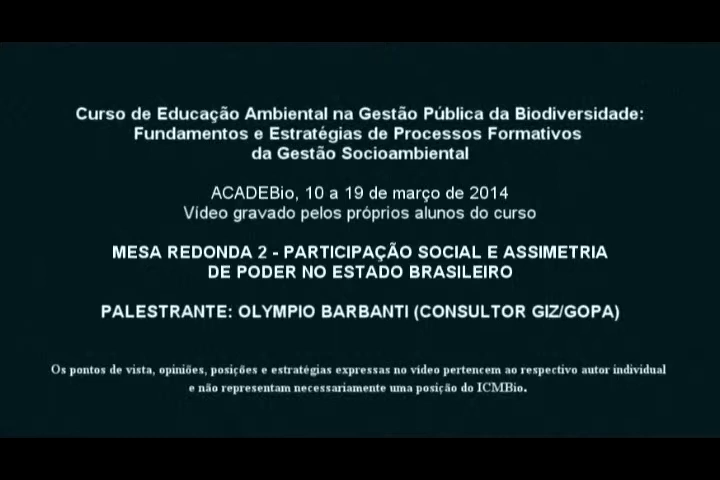 Curso de Educação Ambiental na Gestão Pública da Biodiversidade:
Fundamentos e Estratégias de Processos Formativos
da Gestão Socioambiental
ACADEBio, 10 a 19 de março de 2014
Vídeo gravado pelos próprios alunos do curso
MESA REDONDA 2 - PARTICIPAÇÃO SOCIAL E ASSIMETRIA
DE PODER NO ESTADO BRASILEIRO
PALESTRANTE: OLYMPIO BARBANTI (CONSULTOR GIZ/GOPA)
Os pontos de vista, opiniões, posições e estratégias expressas no vídeo pertencem ao respectivo autor individual
e não representam necessariamente uma posição do ICMBio.